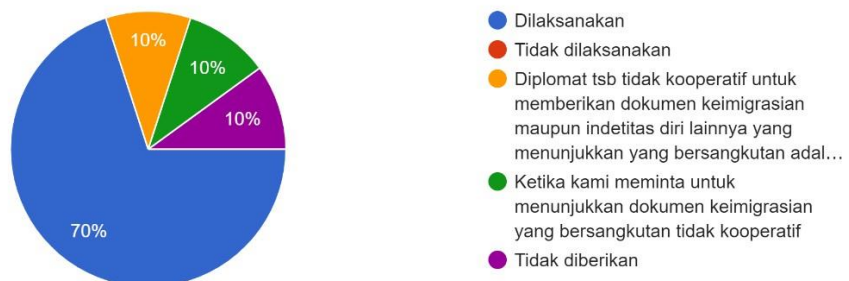 10%
10%
10%
70%
Dilaksanakan
Tidak dilaksanakan
Diplomat tsb tidak kooperatif untuk
memberikan dokumen keimigrasian
maupun indetitas diri lainnya yang
menunjukkan yang bersangkutan adal…
Ketika kami meminta untuk
menunjukkan dokumen keimigrasian
yang bersangkutan tidak kooperatif
Tidak diberikan